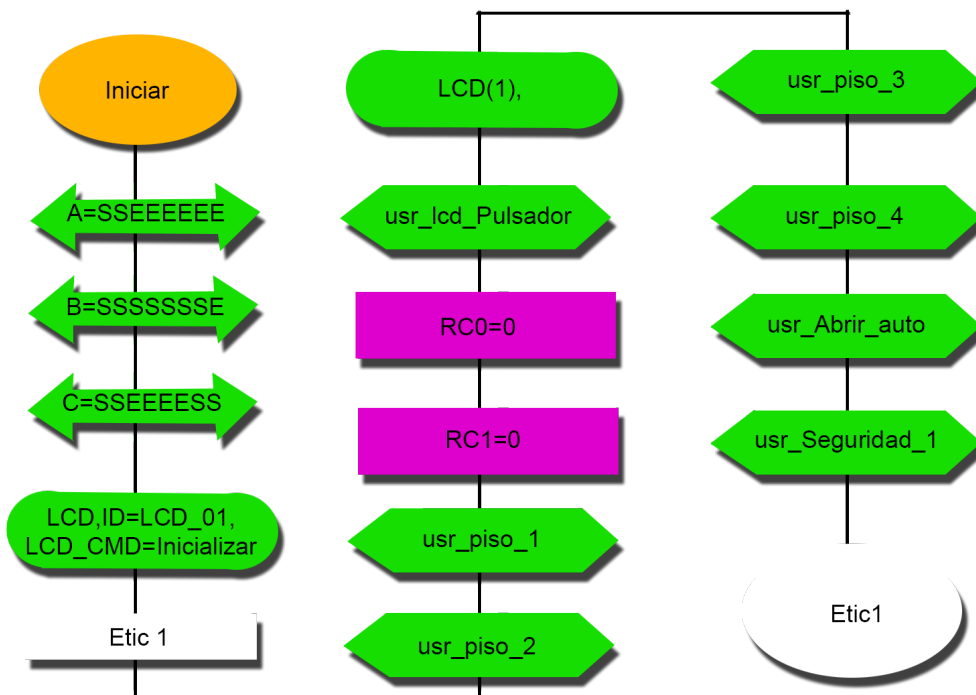 Iniciar
A=SSEEEEEE
B=SSSSSSSE
C=SSEEEESS
LCD,ID=LCD_01,
LCD_CMD=Inicializar
Etic 1
LCD(1),
usr_lcd_Pulsador
RC0=0
RC1=0
usr_piso_1
usr_piso_2
usr_piso_3
usr_piso_4
usr_Abrir_auto
usr_Seguridad_1
Etic1